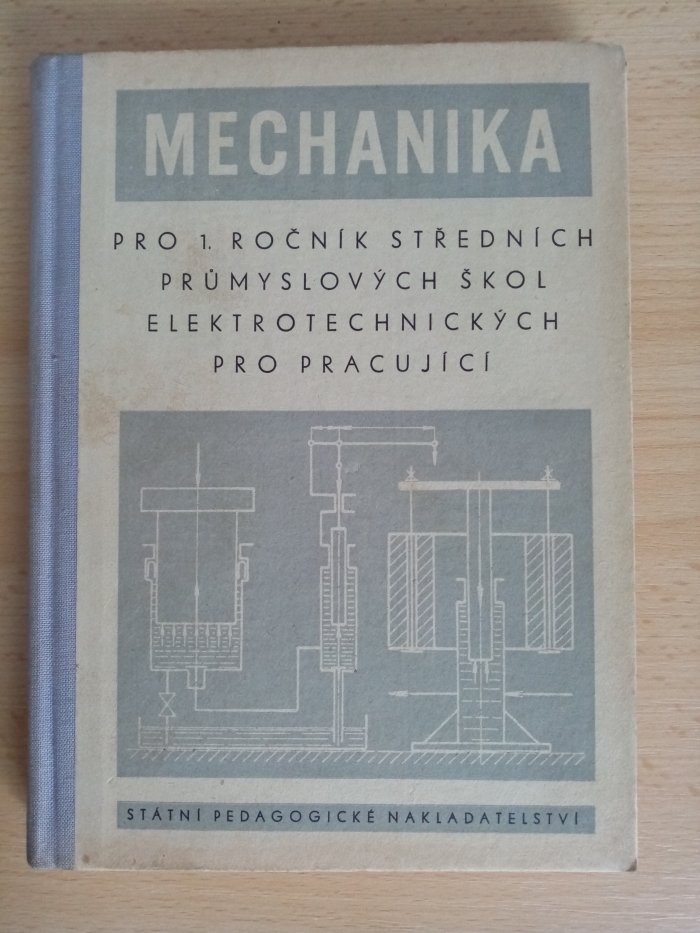 MECHANIKA
PRO 1. ROČNÍK STŘEDNÍCH
PRŮMYSLOVÝCH ŠKOL
ELEKTROTECHNICKÝCH
PRO PRACUJÍCÍ
STÁTNÍ PEDAGOGICKÉ NAKLADATELSTVÍ